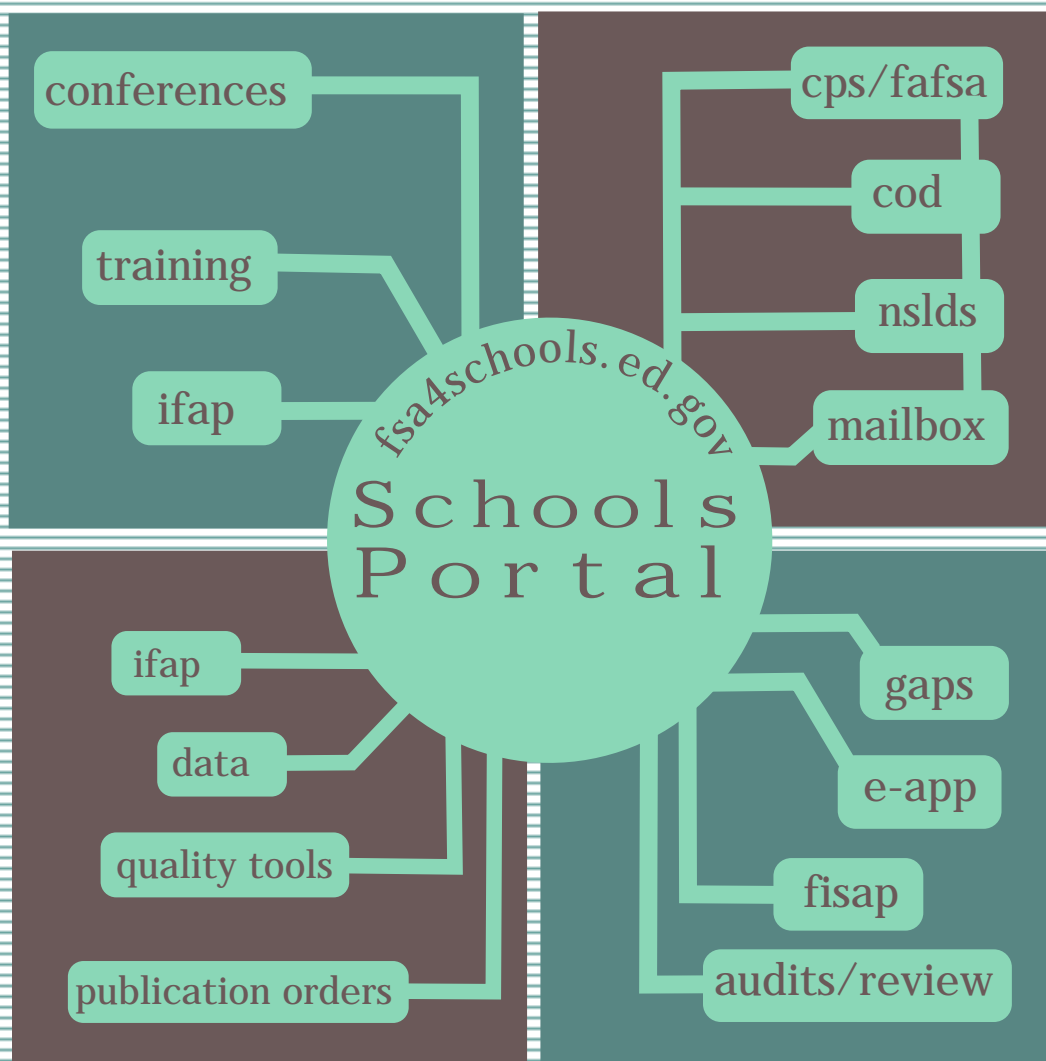 conferences
training
ifap
cps/fafsa
cod
nslds
mailbox
fsa4schools.ed.gov
Schools
Portal
ifap
data
quality tools
publication orders
gaps
e-app
fisap
audits/review